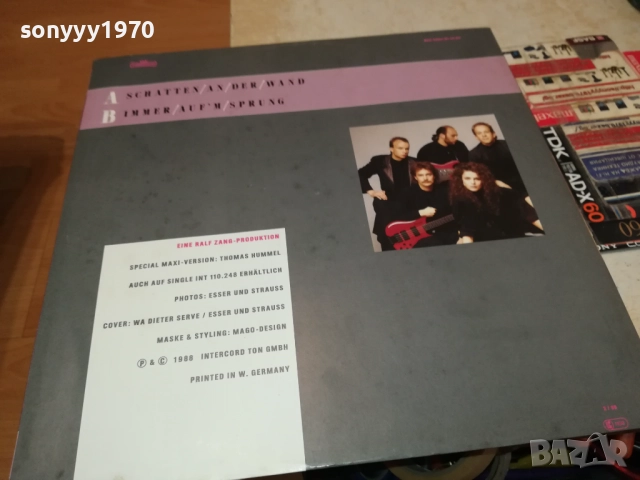 sonyyy1970
A SCHATTEN/AN/DER/WAND
B IMMER/AUF'M/SPRUNG
EINE RALF ZANG-PRODUKTION
SPECIAL MAXI-VERSION: THOMAS HUMMEL
AUCH AUF SINGLE INT 110.248 ERHÄLTLICH
PHOTOS: ESSER UND STRAUSS
COVER: WA DIETER SERVE / ESSER UND STRAUSS
MASKE & STYLING: MAGO-DESIGN
Ⓟ & © 1988 INTERCORD TON GMBH
PRINTED IN W. GERMANY
maxell
TDK AD-X60
BAZAR